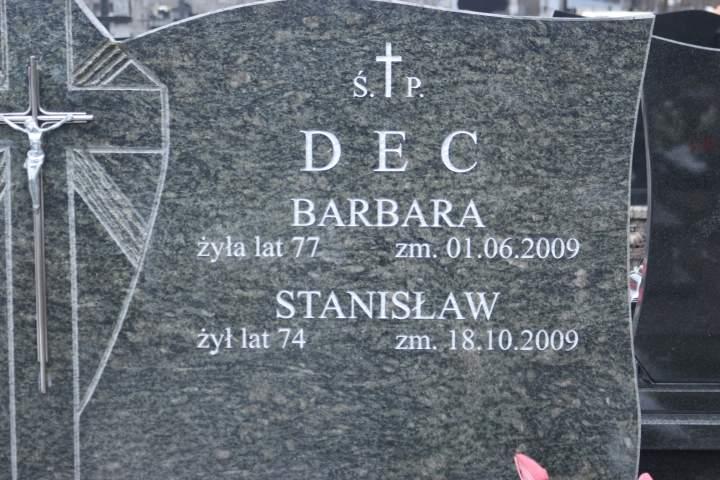 Ś. P.
DEC
BARBARA
żyła lat 77 zm. 01.06.2009
STANISŁAW
żył lat 74 zm. 18.10.2009